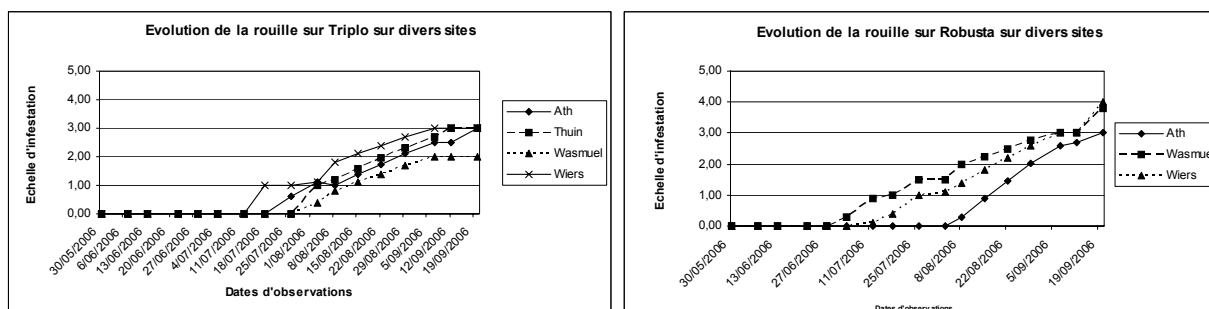 Evolution de la rouille sur Triplo sur divers sites
5,00
4,00
3,00
2,00
1,00
0,00
Echelle d'infestation
30/05/2006
6/06/2006
13/06/2006
20/06/2006
27/06/2006
4/07/2006
11/07/2006
18/07/2006
25/07/2006
1/08/2006
8/08/2006
15/08/2006
22/08/2006
29/08/2006
5/09/2006
12/09/2006
19/09/2006
Dates d'observations
Ath
Thuin
Wasmuel
Wiers
Evolution de la rouille sur Robusta sur divers sites
5,00
4,00
3,00
2,00
1,00
0,00
Echelle d'infestation
30/05/2006
13/06/2006
27/06/2006
11/07/2006
25/07/2006
8/08/2006
22/08/2006
5/09/2006
19/09/2006
Dates d'observations
Ath
Wasmuel
Wiers